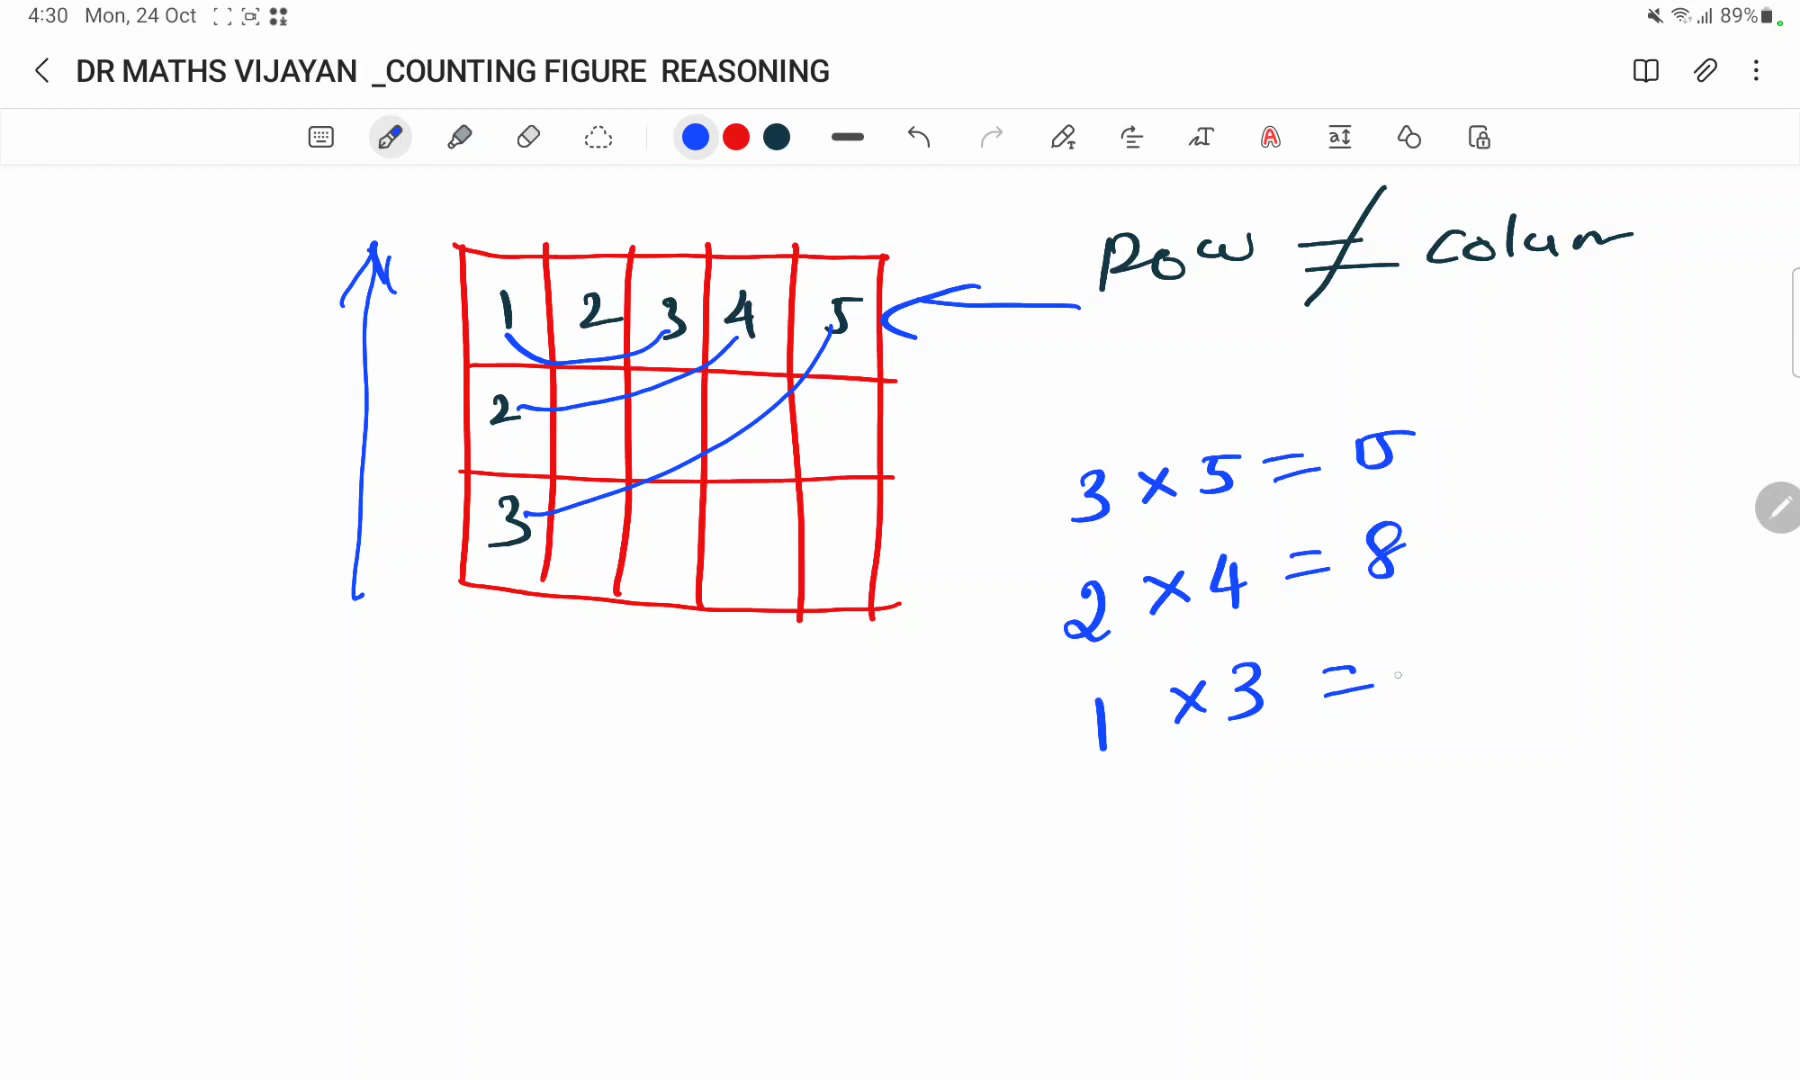 4:30 Mon, 24 Oct
89%
DR MATHS VIJAYAN _COUNTING FIGURE REASONING
Row ≠ Colum
1 2 3 4 5
2
3
3 × 5 = 5
2 × 4 = 8
1 × 3 =